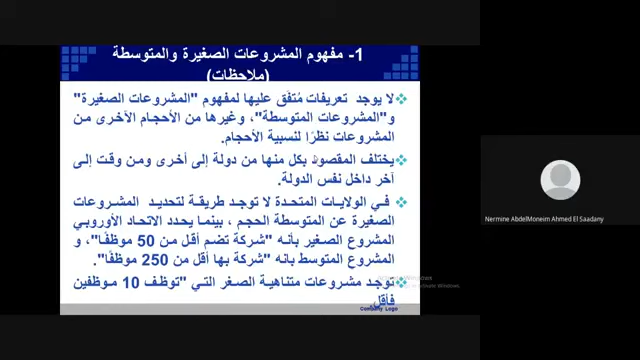 1- مفهوم المشروعات الصغيرة والمتوسطة
(ملاحظات)
لا يوجد تعريفات مُتفَق عليها لمفهوم "المشروعات الصغيرة"
و"المشروعات المتوسطة"، وغيرها من الأحجام الأخرى من
المشروعات نظرًا لنسبية الأحجام.
يختلف المقصود بكل منها من دولة إلى أخرى ومن وقت إلى
آخر داخل نفس الدولة.
في الولايات المتحدة لا توجد طريقة لتحديد المشروعات
الصغيرة عن المتوسطة الحجم ، بينما يحدد الاتحاد الأوروبي
المشروع الصغير بأنه "شركة تضم أقل من 50 موظفًا"، و
المشروع المتوسط بانه "شركة بها أقل من 250 موظفًا".
توجد مشروعات متناهية الصغر التي "توظف 10 موظفين
فأقل.
Company Logo
Nermine AbdelMoneim Ahmed El Saadany